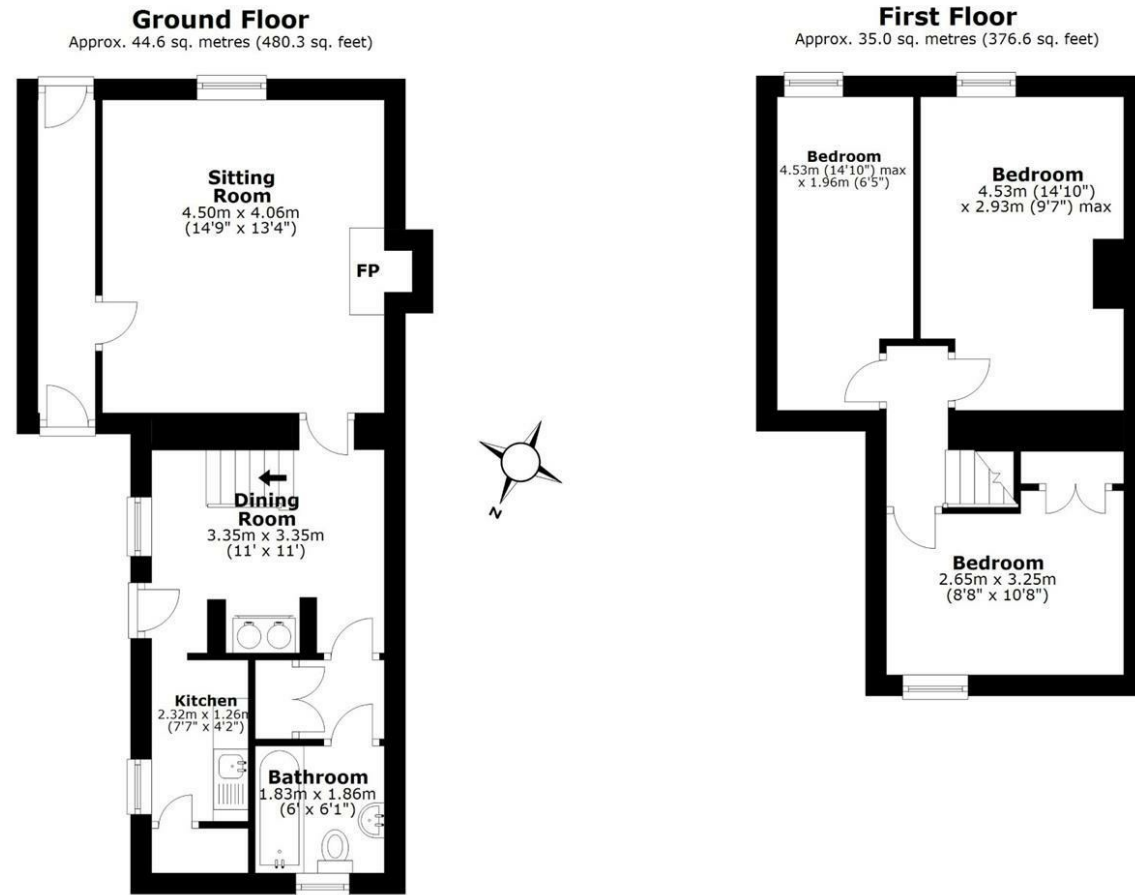 Ground Floor
Approx. 44.6 sq. metres (480.3 sq. feet)
Sitting
Room
4.50m x 4.06m
(14'9" x 13'4")
FP
Dining
Room
3.35m x 3.35m
(11' x 11')
Kitchen
2.32m x 1.26m
(7'7" x 4'2")
Bathroom
1.83m x 1.86m
(6' x 6'1")
N
First Floor
Approx. 35.0 sq. metres (376.6 sq. feet)
Bedroom
4.53m (14'10") max
x 1.96m (6'5")
Bedroom
4.53m (14'10")
x 2.93m (9'7") max
Bedroom
2.65m x 3.25m
(8'8" x 10'8")